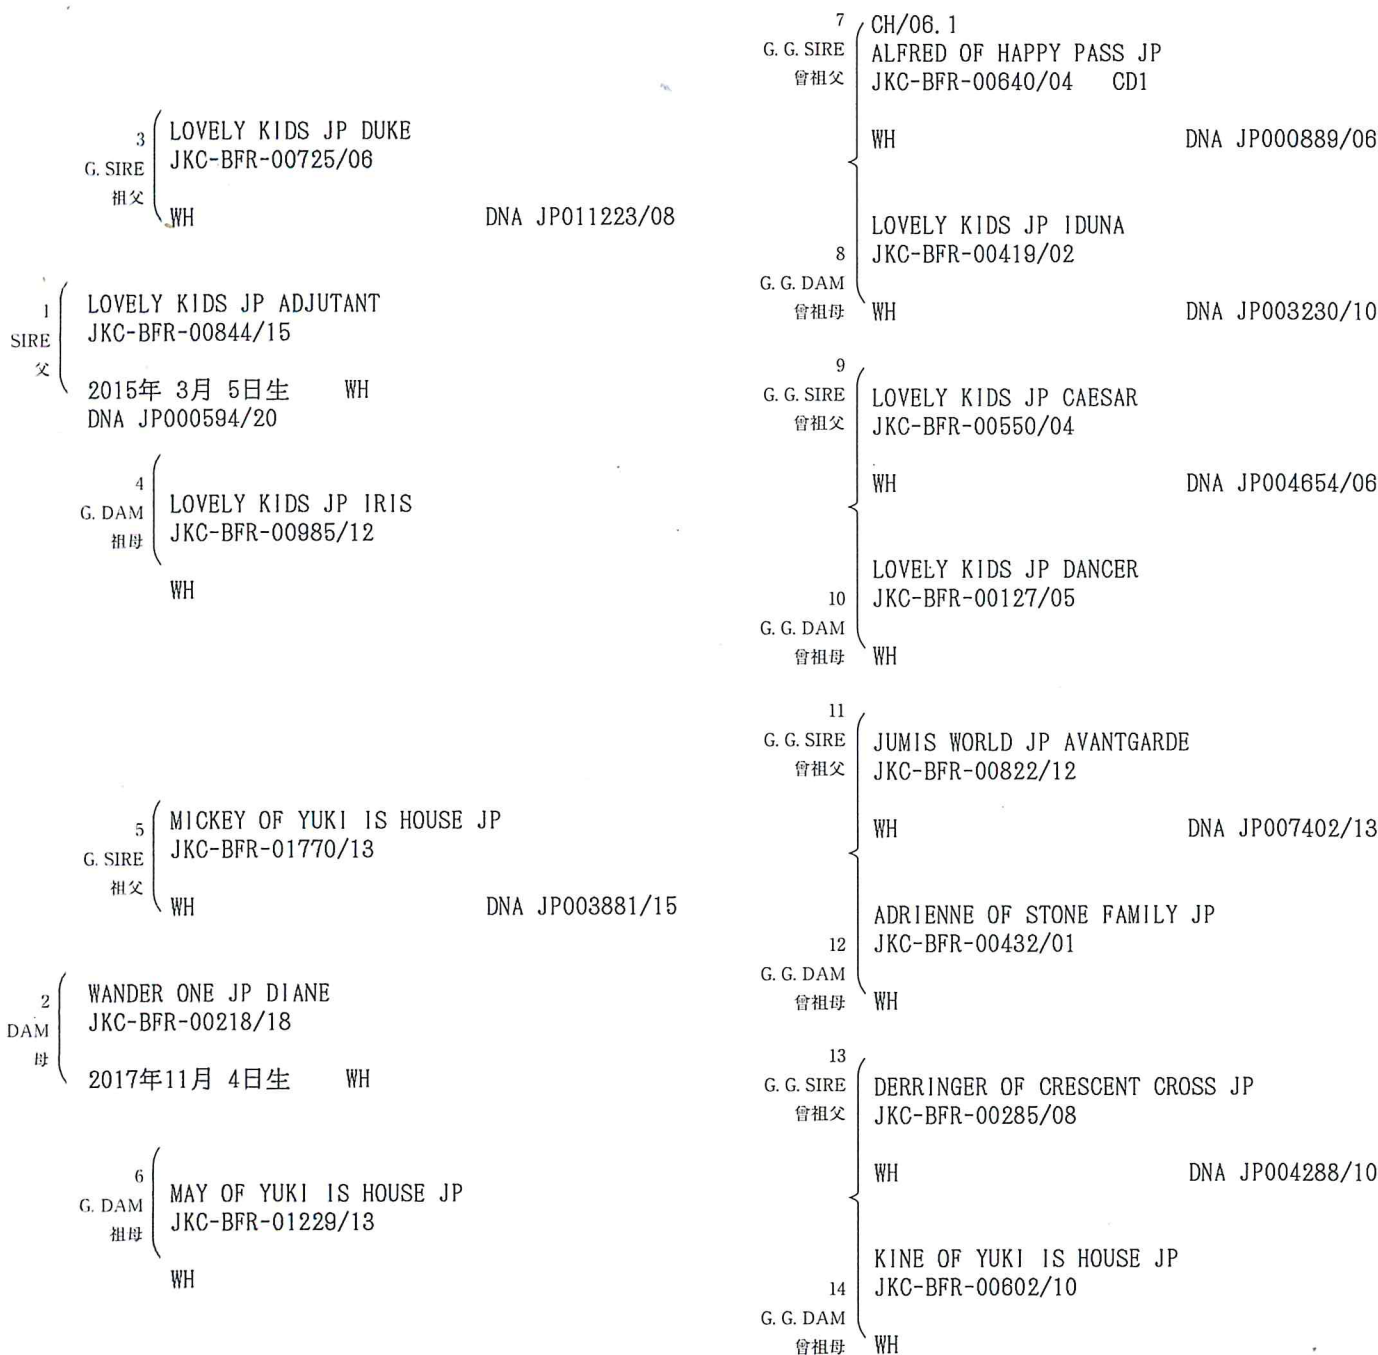 1
SIRE
父
LOVELY KIDS JP ADJUTANT
JKC-BFR-00844/15
2015年 3月 5日生 WH
DNA JP000594/20
2
DAM
母
WANDER ONE JP DIANE
JKC-BFR-00218/18
2017年11月 4日生 WH
3
G. SIRE
祖父
LOVELY KIDS JP DUKE
JKC-BFR-00725/06
WH DNA JP011223/08
4
G. DAM
祖母
LOVELY KIDS JP IRIS
JKC-BFR-00985/12
WH
5
G. SIRE
祖父
MICKEY OF YUKI IS HOUSE JP
JKC-BFR-01770/13
WH DNA JP003881/15
6
G. DAM
祖母
MAY OF YUKI IS HOUSE JP
JKC-BFR-01229/13
WH
7
G. G. SIRE
曾祖父
CH/06.1
ALFRED OF HAPPY PASS JP
JKC-BFR-00640/04 CD1
WH DNA JP000889/06
8
G. G. DAM
曾祖母
LOVELY KIDS JP IDUNA
JKC-BFR-00419/02
WH DNA JP003230/10
9
G. G. SIRE
曾祖父
LOVELY KIDS JP CAESAR
JKC-BFR-00550/04
WH DNA JP004654/06
10
G. G. DAM
曾祖母
LOVELY KIDS JP DANCER
JKC-BFR-00127/05
WH
11
G. G. SIRE
曾祖父
JUMIS WORLD JP AVANTGARDE
JKC-BFR-00822/12
WH DNA JP007402/13
12
G. G. DAM
曾祖母
ADRIENNE OF STONE FAMILY JP
JKC-BFR-00432/01
WH
13
G. G. SIRE
曾祖父
DERRINGER OF CRESCENT CROSS JP
JKC-BFR-00285/08
WH DNA JP004288/10
14
G. G. DAM
曾祖母
KINE OF YUKI IS HOUSE JP
JKC-BFR-00602/10
WH